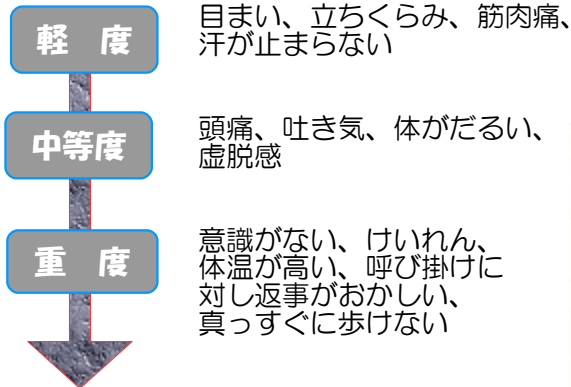 軽　度
目まい、立ちくらみ、筋肉痛、
汗が止まらない
中等度
頭痛、吐き気、体がだるい、
虚脱感
重　度
意識がない、けいれん、
体温が高い、呼び掛けに
対し返事がおかしい、
真っすぐに歩けない